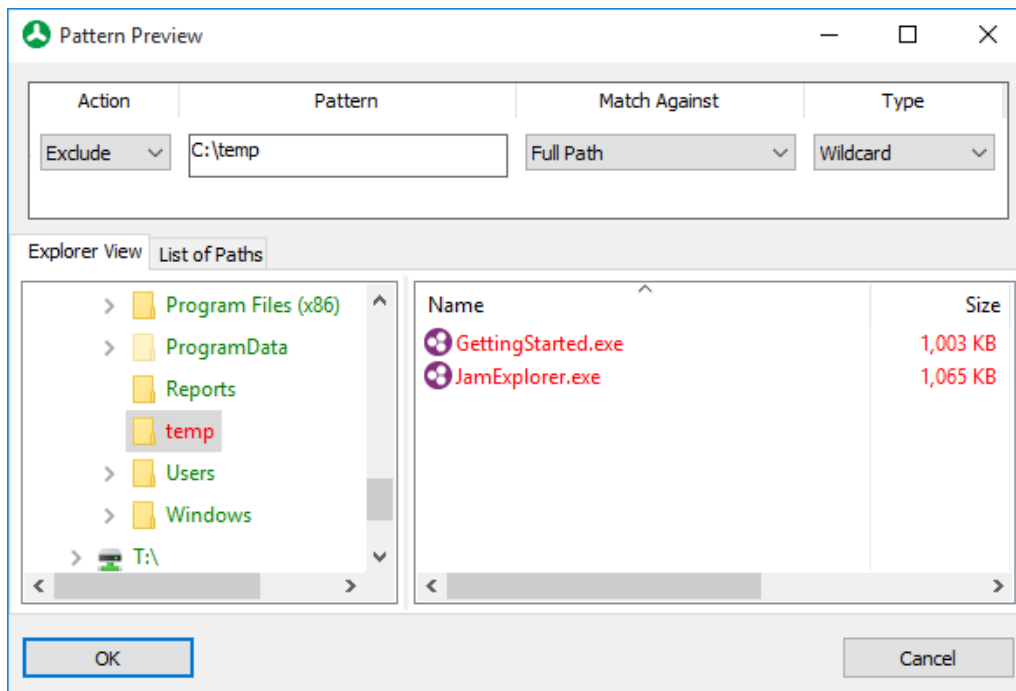 Pattern Preview
Action Pattern Match Against Type
Exclude C:\temp Full Path Wildcard
Explorer View List of Paths
Program Files (x86)
ProgramData
Reports
temp
Users
Windows
T:\
Name Size
GettingStarted.exe 1,003 KB
JamExplorer.exe 1,065 KB
OK Cancel